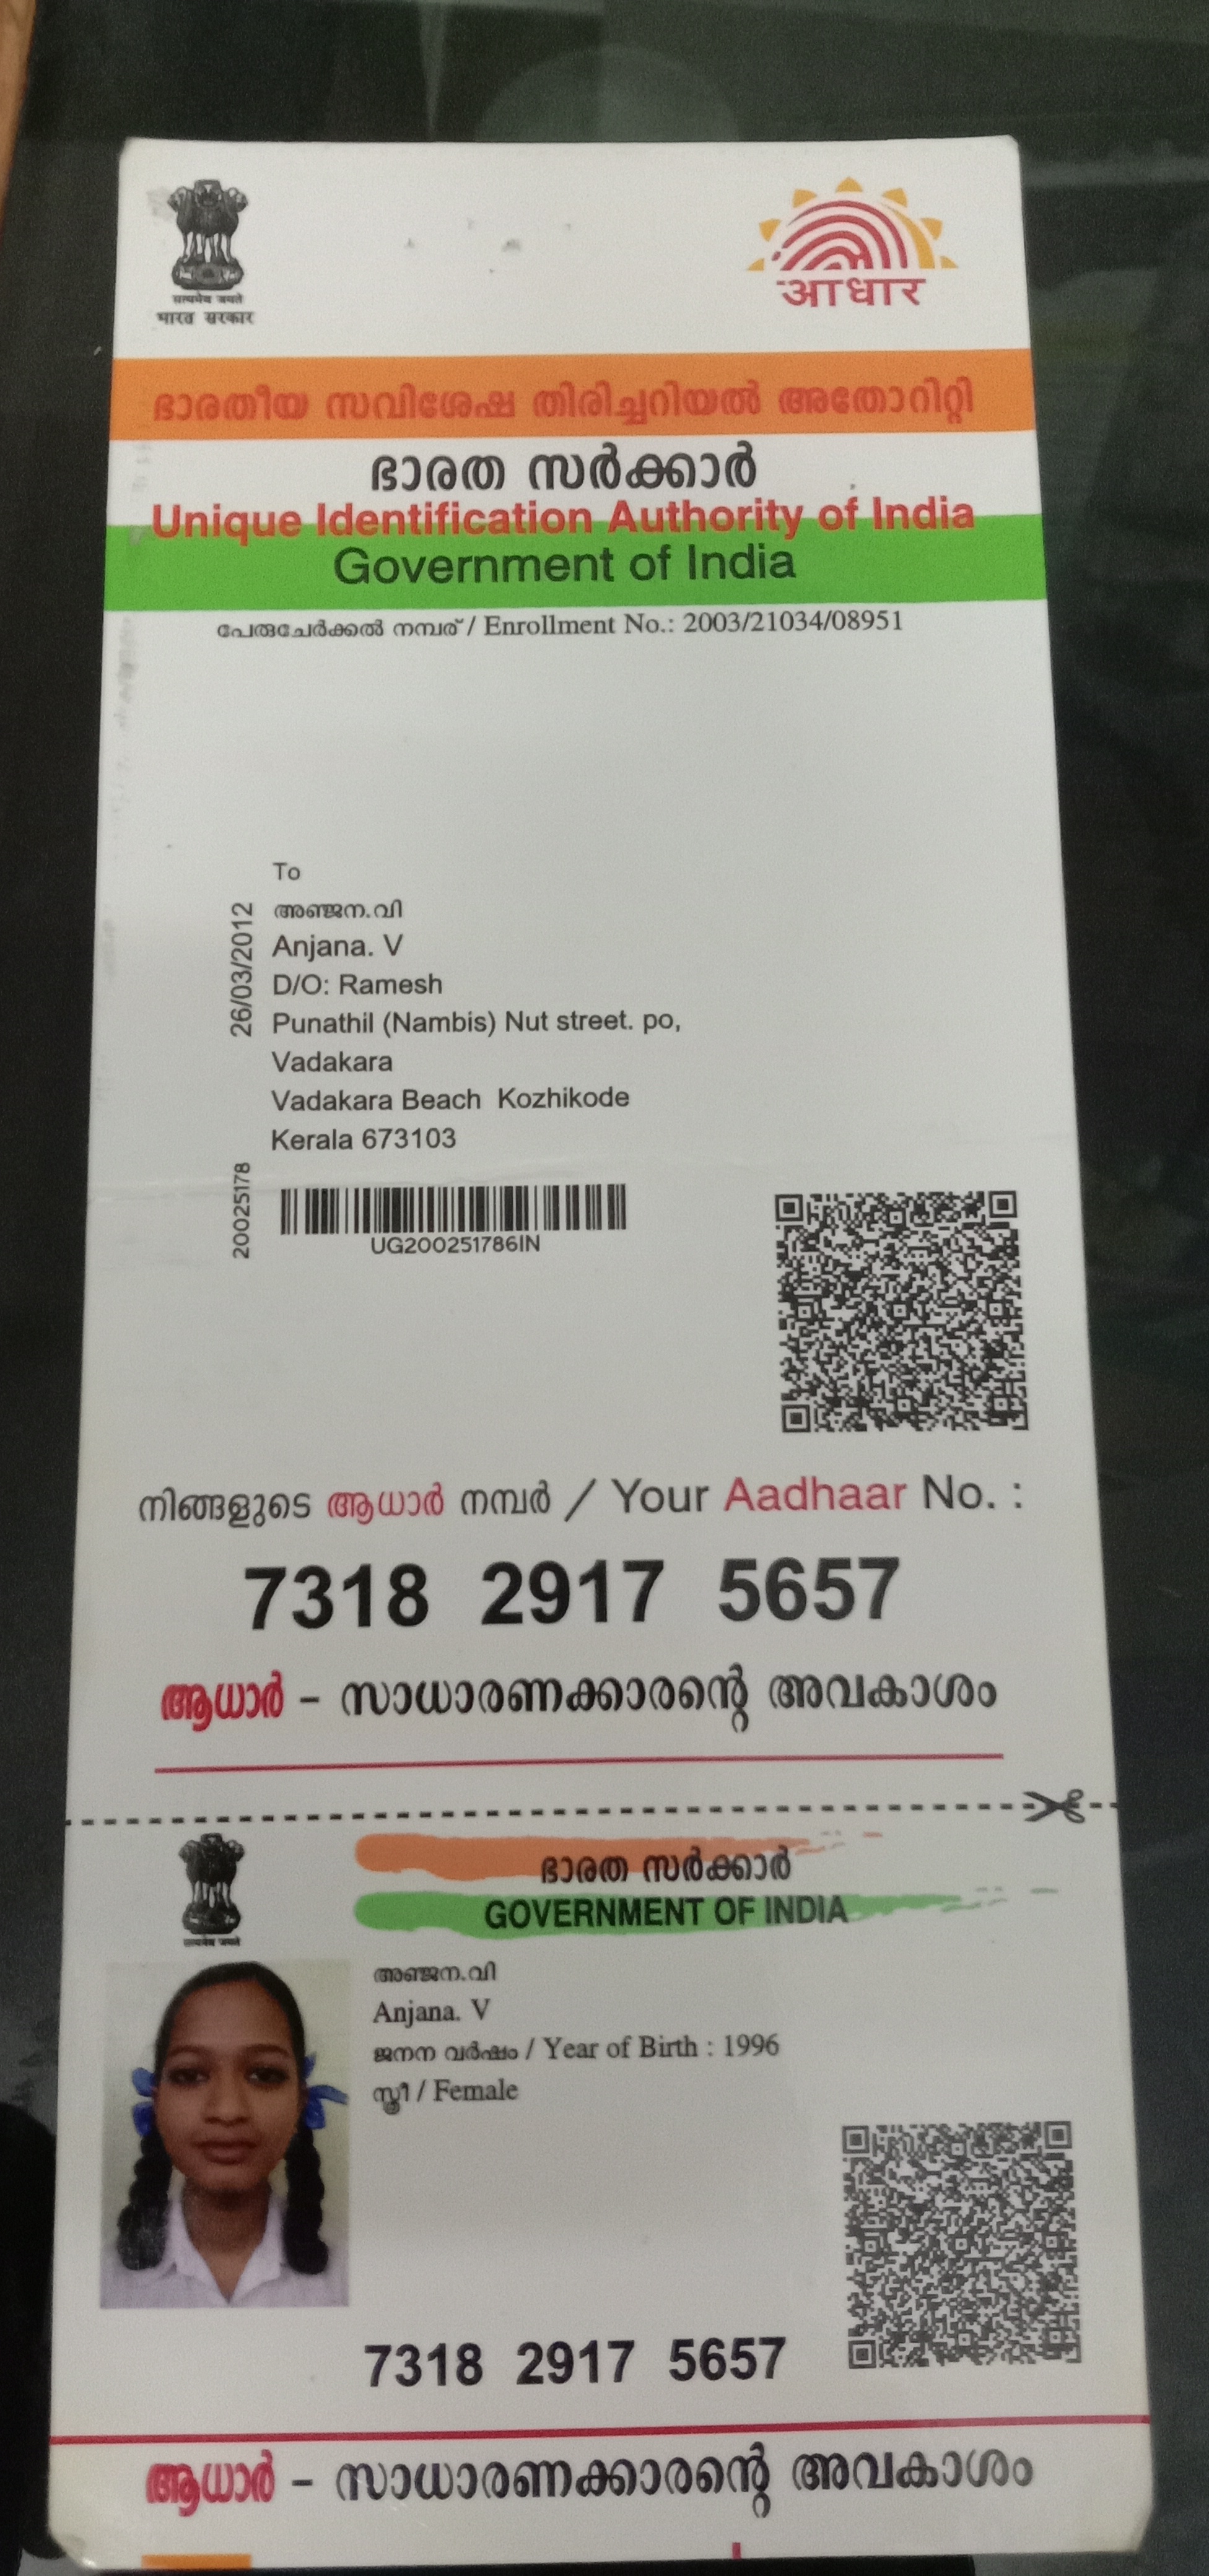 सत्यमेव जयते
भारत सरकार
आधार
ഭാരതീയ സവിശേഷ തിരിച്ചറിയൽ അതോറിറ്റി
ഭാരത സർക്കാർ
Unique Identification Authority of India
Government of India
പേരുചേർക്കൽ നമ്പര് / Enrollment No.: 2003/21034/08951
To
അഞ്ജന.വി
Anjana. V
D/O: Ramesh
Punathil (Nambis) Nut street. po,
Vadakara
Vadakara Beach Kozhikode
Kerala 673103
26/03/2012
20025178
UG200251786IN
നിങ്ങളുടെ ആധാർ നമ്പർ / Your Aadhaar No. :
7318 2917 5657
ആധാർ – സാധാരണക്കാരന്റെ അവകാശം
सत्यमेव जयते
ഭാരത സർക്കാർ
GOVERNMENT OF INDIA
അഞ്ജന.വി
Anjana. V
ജനന വർഷം / Year of Birth : 1996
സ്ത്രീ / Female
7318 2917 5657
ആധാർ – സാധാരണക്കാരന്റെ അവകാശം